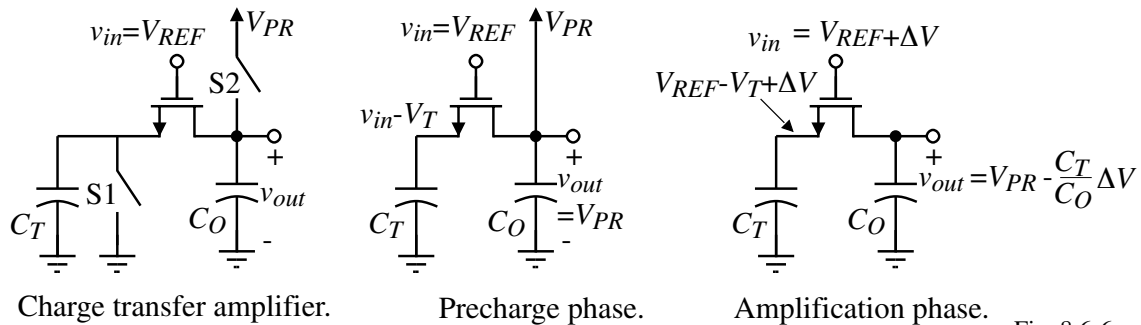 v_in=V_REF
V_PR
S2
S1
C_T
C_O
+
v_out
-
Charge transfer amplifier.
v_in=V_REF
V_PR
v_in-V_T
C_T
C_O
+
v_out
=V_PR
-
Precharge phase.
v_in = V_REF+ΔV
V_REF-V_T+ΔV
C_T
C_O
+
v_out=V_PR - C_T/C_O ΔV
-
Amplification phase.